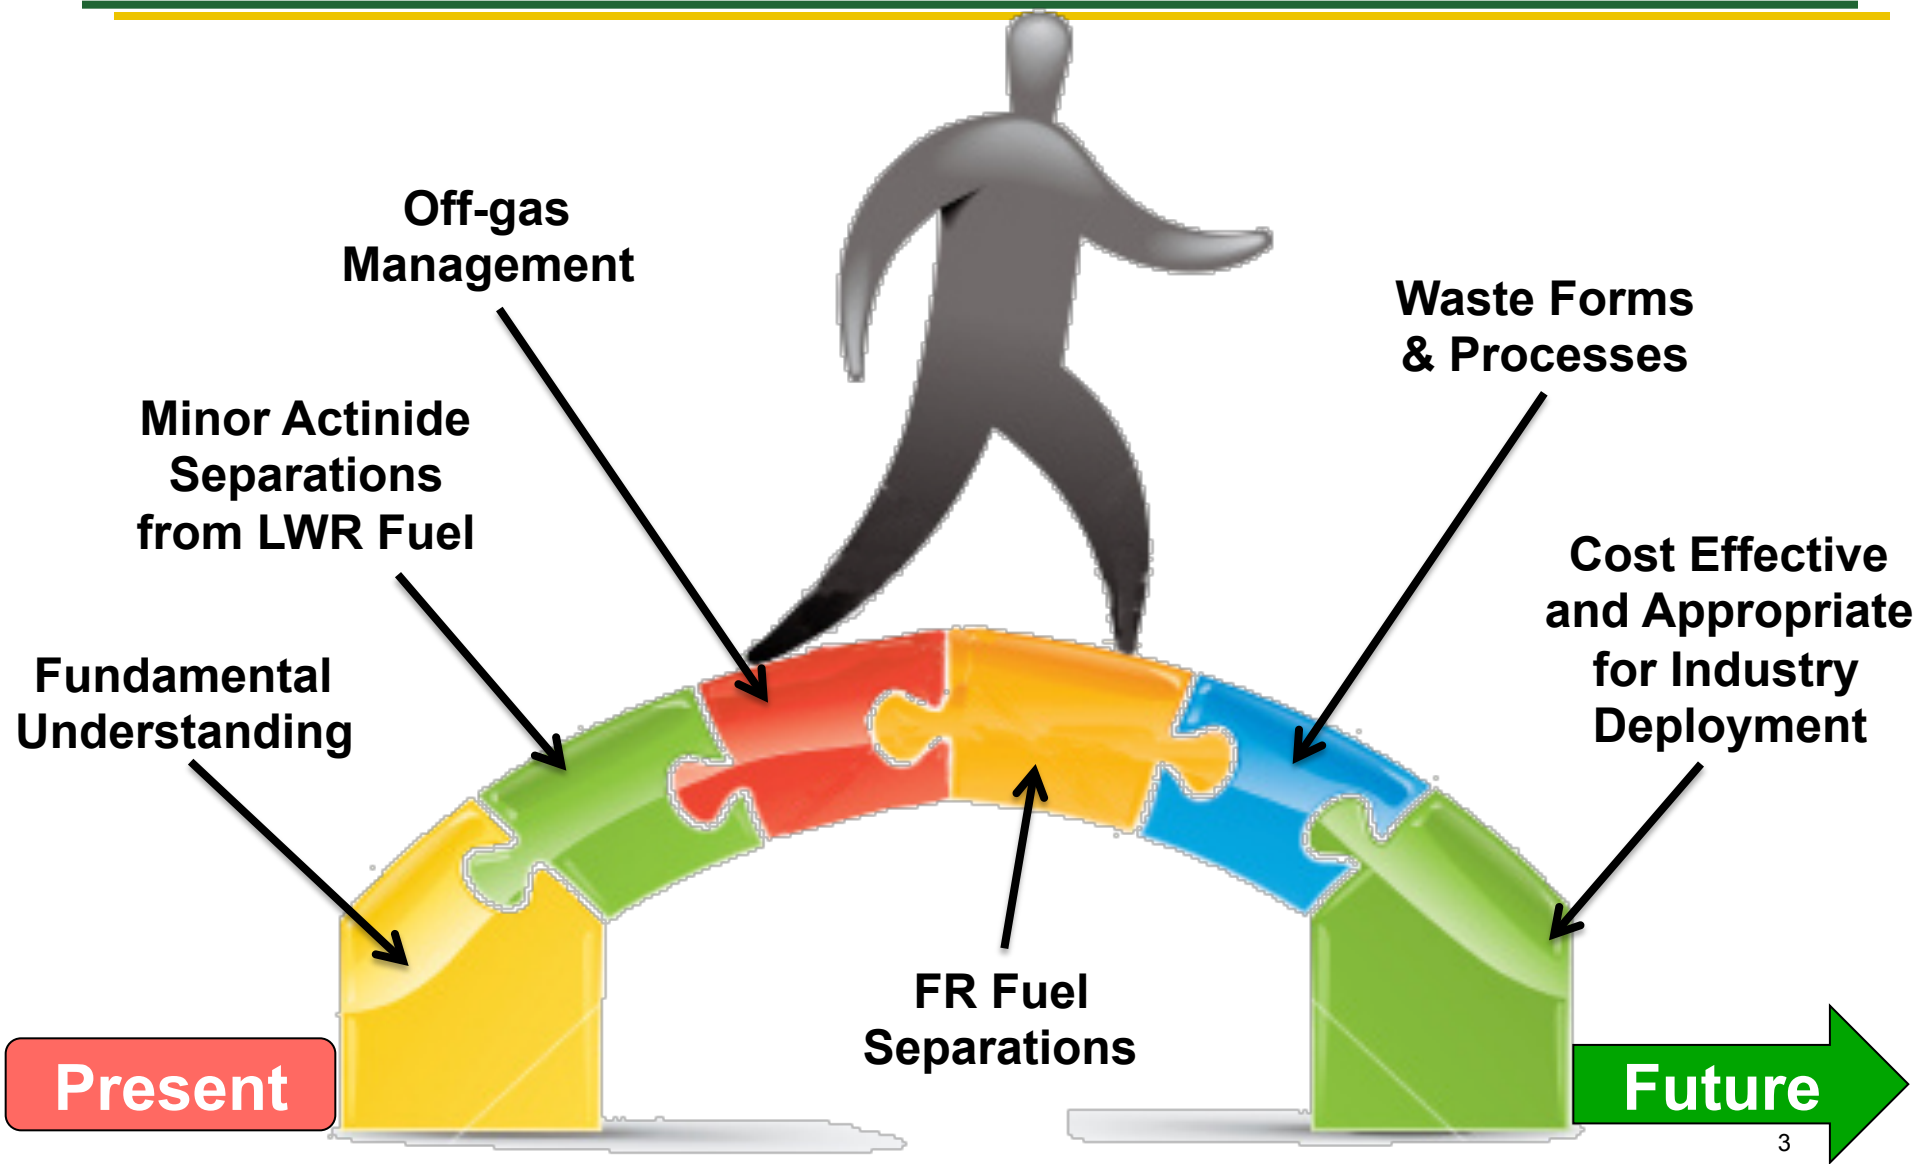 Off-gas
Management
Waste Forms
& Processes
Minor Actinide
Separations
from LWR Fuel
Cost Effective
and Appropriate
for Industry
Deployment
Fundamental
Understanding
FR Fuel
Separations
Present
Future
3